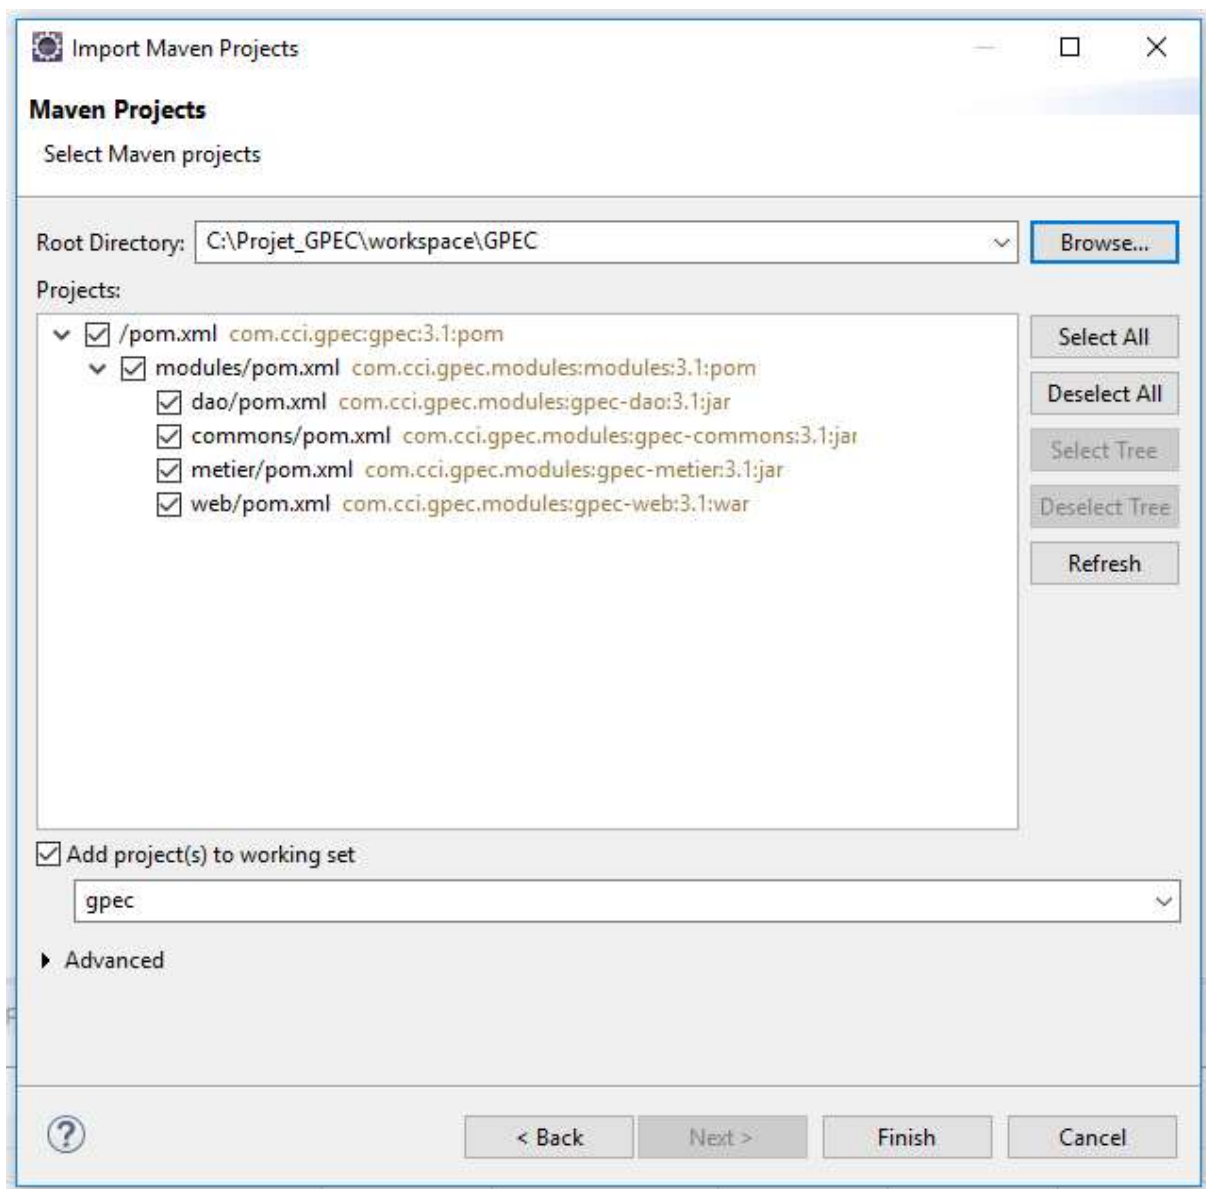 Import Maven Projects
Maven Projects
Select Maven projects
Root Directory: C:\Projet_GPEC\workspace\GPEC Browse...
Projects:
/pom.xml com.cci.gpec:gpec:3.1:pom
Select All
modules/pom.xml com.cci.gpec.modules:modules:3.1:pom
dao/pom.xml com.cci.gpec.modules:gpec-dao:3.1:jar
Deselect All
commons/pom.xml com.cci.gpec.modules:gpec-commons:3.1:jar
Select Tree
metier/pom.xml com.cci.gpec.modules:gpec-metier:3.1:jar
web/pom.xml com.cci.gpec.modules:gpec-web:3.1:war
Deselect Tree
Refresh
Add project(s) to working set
gpec
Advanced
? < Back Next > Finish Cancel